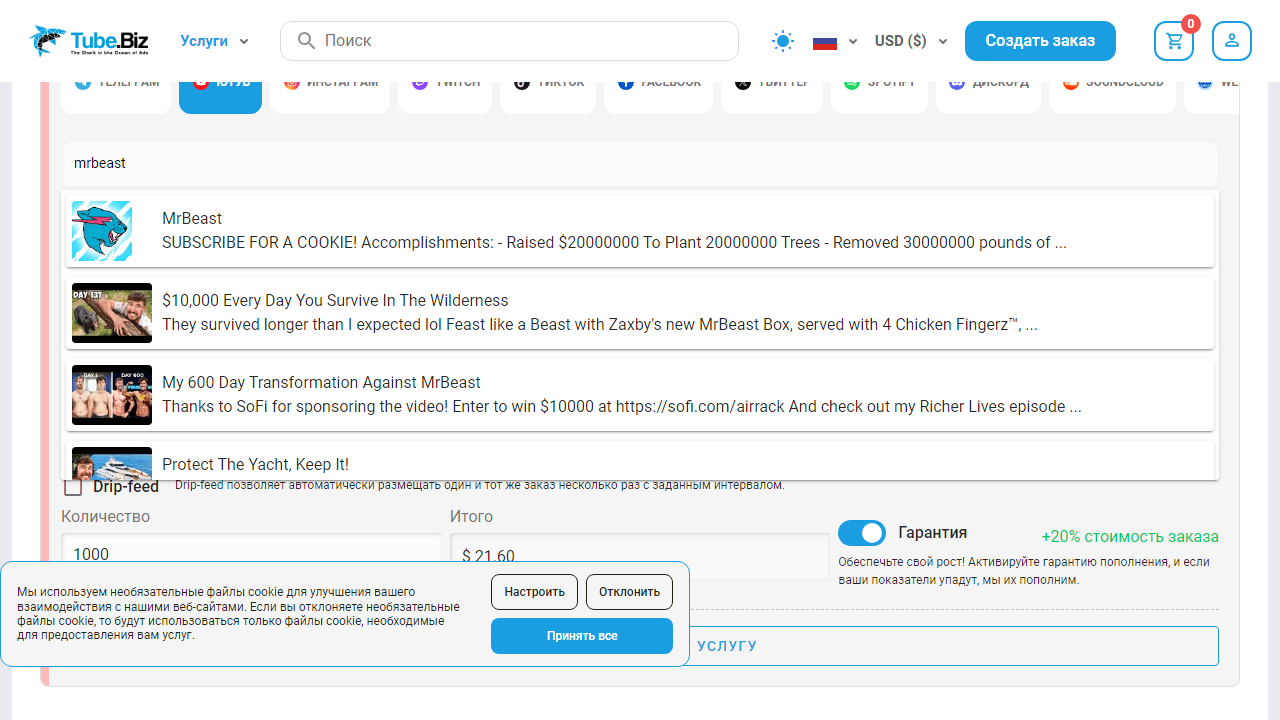 Tube.Biz
The Shark in the Ocean of Ads
Услуги
Поиск
USD ($)
Создать заказ
0
ТЕЛЕГРАМ
ЮТУБ
ИНСТАГРАМ
TWITCH
ТИКТОК
FACEBOOK
ТВИТТЕР
SPOTIFY
ДИСКОРД
SOUNDCLOUD
WE
mrbeast
MrBeast
SUBSCRIBE FOR A COOKIE! Accomplishments: - Raised $20000000 To Plant 20000000 Trees - Removed 30000000 pounds of ...
DAY 137
$10,000 Every Day You Survive In The Wilderness
They survived longer than I expected lol Feast like a Beast with Zaxby's new MrBeast Box, served with 4 Chicken Fingerz™, ...
DAY 1
DAY 600
My 600 Day Transformation Against MrBeast
Thanks to SoFi for sponsoring the video! Enter to win $10000 at https://sofi.com/airrack And check out my Richer Lives episode ...
Protect The Yacht, Keep It!
Drip-feed
Drip-feed позволяет автоматически размещать один и тот же заказ несколько раз с заданным интервалом.
Количество
Итого
1000
$ 21.60
Гарантия
+20% стоимость заказа
Обеспечьте свой рост! Активируйте гарантию пополнения, и если
ваши показатели упадут, мы их пополним.
УСЛУГУ
Мы используем необязательные файлы cookie для улучшения вашего
взаимодействия с нашими веб-сайтами. Если вы отклоняете необязательные
файлы cookie, то будут использоваться только файлы cookie, необходимые
для предоставления вам услуг.
Настроить
Отклонить
Принять все